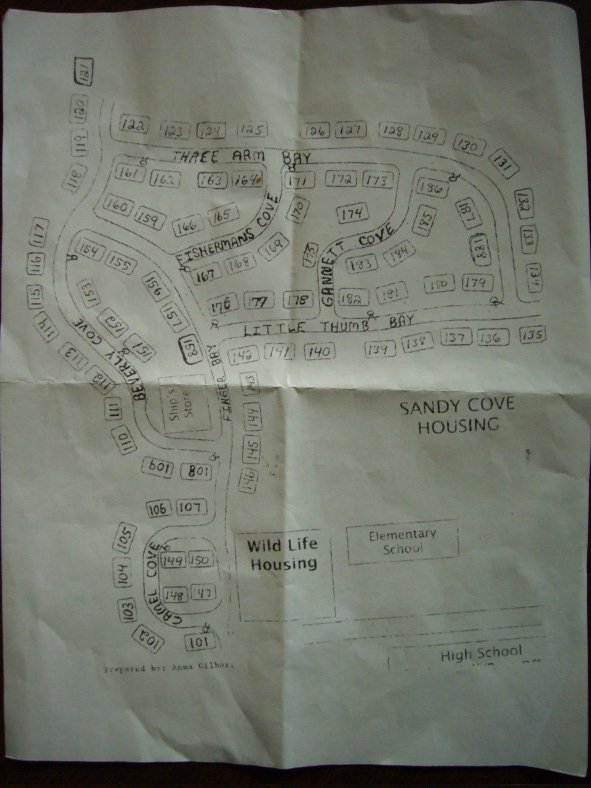 121
120
119
118
122 123 124 125 126 127 128 129 130 131 132 133 134
THREE ARM BAY
161 162 163 164 171 172 173 186
160 159 166 165 170 174 185 187
FISHERMANS COVE
167 168 169 175 183 184 188
GANNETT COVE
117
116
115
114
113
112
111
110
154 155 156 157 158
153 152 151
BEVERLY COVE
176 177 178 182 181 180 179
LITTLE THUMB BAY
142 141 140 139 138 137 136 135
FINGER BAY
143
144
145
146
Ship's
Store
SANDY COVE
HOUSING
109 108
106 107
105
104
103
102
101
CAMEL COVE
149 150
148 147
Wild Life
Housing
Elementary
School
High School
Prepared by: Anna Gilbert